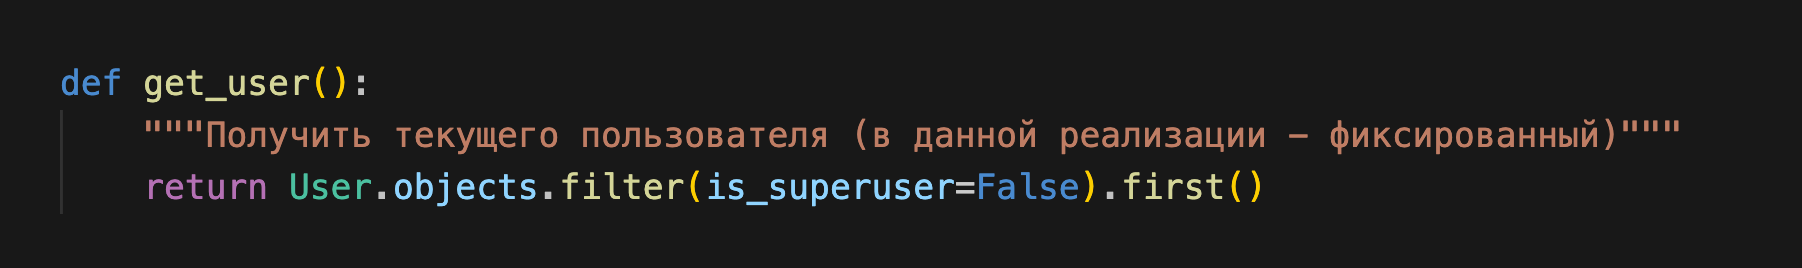 def get_user():
    """Получить текущего пользователя (в данной реализации – фиксированный)"""
    return User.objects.filter(is_superuser=False).first()